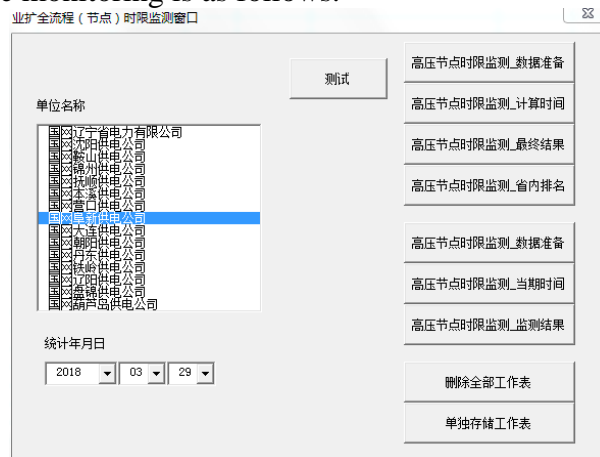 e monitoring is as follows.
业扩全流程（节点）时限监测窗口
测试
单位名称
国网辽宁省电力有限公司
国网沈阳供电公司
国网鞍山供电公司
国网锦州供电公司
国网抚顺供电公司
国网本溪供电公司
国网营口供电公司
国网阜新供电公司
国网大连供电公司
国网朝阳供电公司
国网丹东供电公司
国网铁岭供电公司
国网辽阳供电公司
国网盘锦供电公司
国网葫芦岛供电公司
统计年月日
2018 03 29
高压节点时限监测_数据准备
高压节点时限监测_计算时间
高压节点时限监测_最终结果
高压节点时限监测_省内排名
高压节点时限监测_数据准备
高压节点时限监测_当期时间
高压节点时限监测_监测结果
删除全部工作表
单独存储工作表